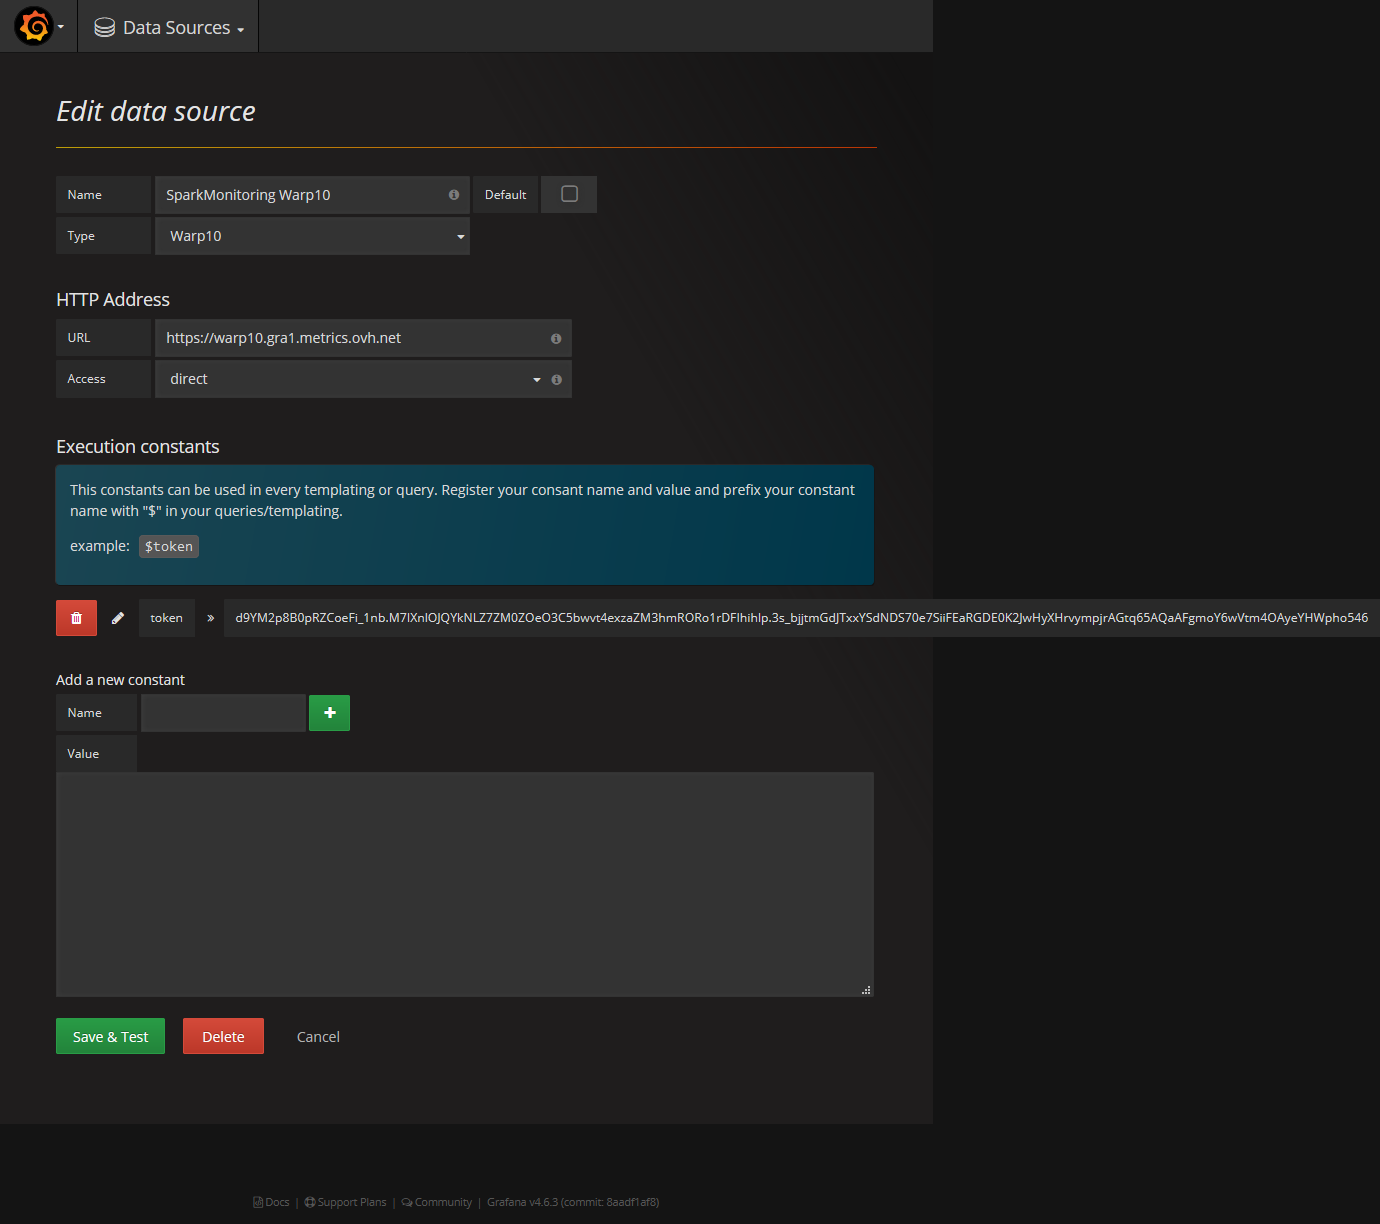 Data Sources
Edit data source
Name SparkMonitoring Warp10 Default
Type Warp10
HTTP Address
URL https://warp10.gra1.metrics.ovh.net
Access direct
Execution constants
This constants can be used in every templating or query. Register your consant name and value and prefix your constant
name with "$" in your queries/templating.
example: $token
token » d9YM2p8B0pRZCoeFi_1nb.M7IXnIOJQYkNLZ7ZM0ZOeO3C5bwvt4exzaZM3hmRORo1rDFIhihIp.3s_bjjtmGdJTxxYSdNDS70e7SiiFEaRGDE0K2JwHyXHrvympjrAGtq65AQaAFgmoY6wVtm4OAyeYHWpho546
Add a new constant
Name
Value
Save & Test Delete Cancel
Docs | Support Plans | Community | Grafana v4.6.3 (commit: 8aadf1af8)